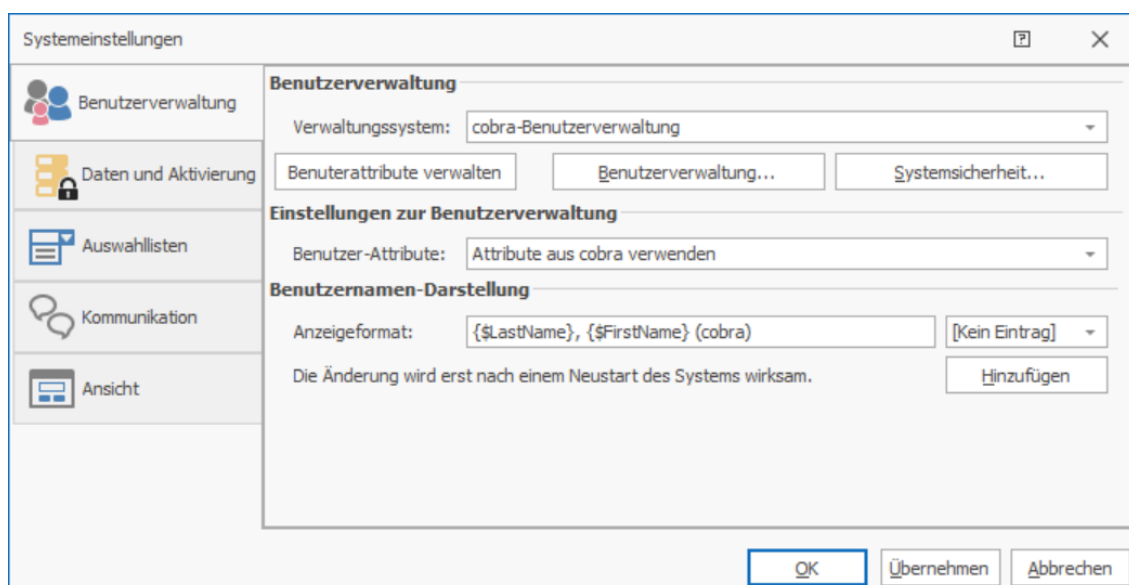 Systemeinstellungen
Benutzerverwaltung
Daten und Aktivierung
Auswahllisten
Kommunikation
Ansicht
Benutzerverwaltung
Verwaltungssystem: cobra-Benutzerverwaltung
Benuterattribute verwalten Benutzerverwaltung... Systemsicherheit...
Einstellungen zur Benutzerverwaltung
Benutzer-Attribute: Attribute aus cobra verwenden
Benutzernamen-Darstellung
Anzeigeformat: {$LastName}, {$FirstName} (cobra) [Kein Eintrag]
Die Änderung wird erst nach einem Neustart des Systems wirksam. Hinzufügen
OK Übernehmen Abbrechen